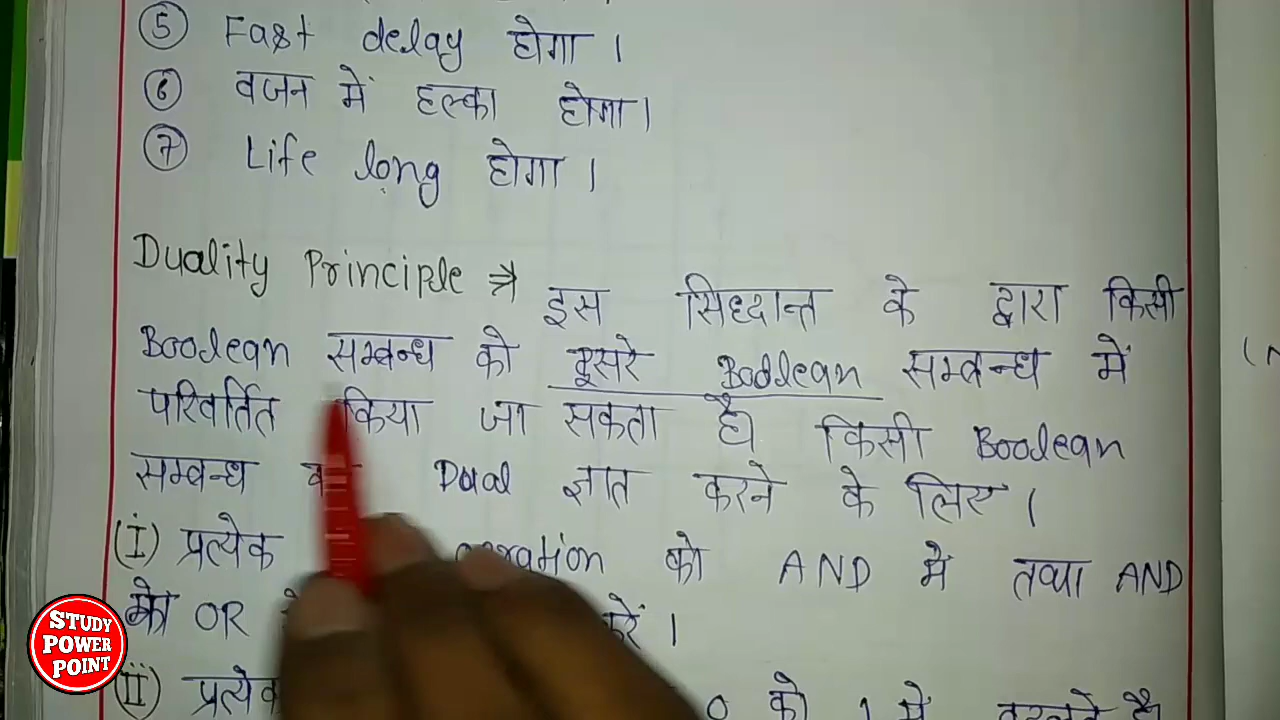 ⑤ Fast delay होगा ।
⑥ वजन में हल्का होगा।
⑦ Life long होगा ।
Duality Principle ⇒ इस सिध्दान्त के द्वारा किसी
Boolean सम्बन्ध को दूसरे Boolean सम्बन्ध में
परिवर्तित किया जा सकता है। किसी Boolean
सम्बन्ध Dual ज्ञात करने के लिए ।
(i) प्रत्येक को AND में तथा AND
को OR करें ।
(ii) 0 को 1 में
STUDY
POWER
POINT